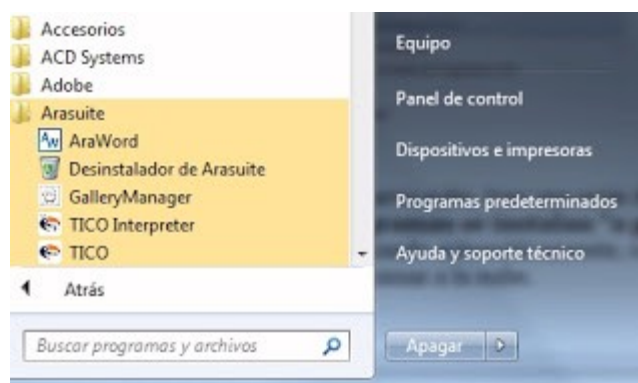 Accesorios
ACD Systems
Adobe
Arasuite
Aw AraWord
Desinstalador de Arasuite
GalleryManager
TICO Interpreter
TICO
Atrás
Buscar programas y archivos
Equipo
Panel de control
Dispositivos e impresoras
Programas predeterminados
Ayuda y soporte técnico
Apagar